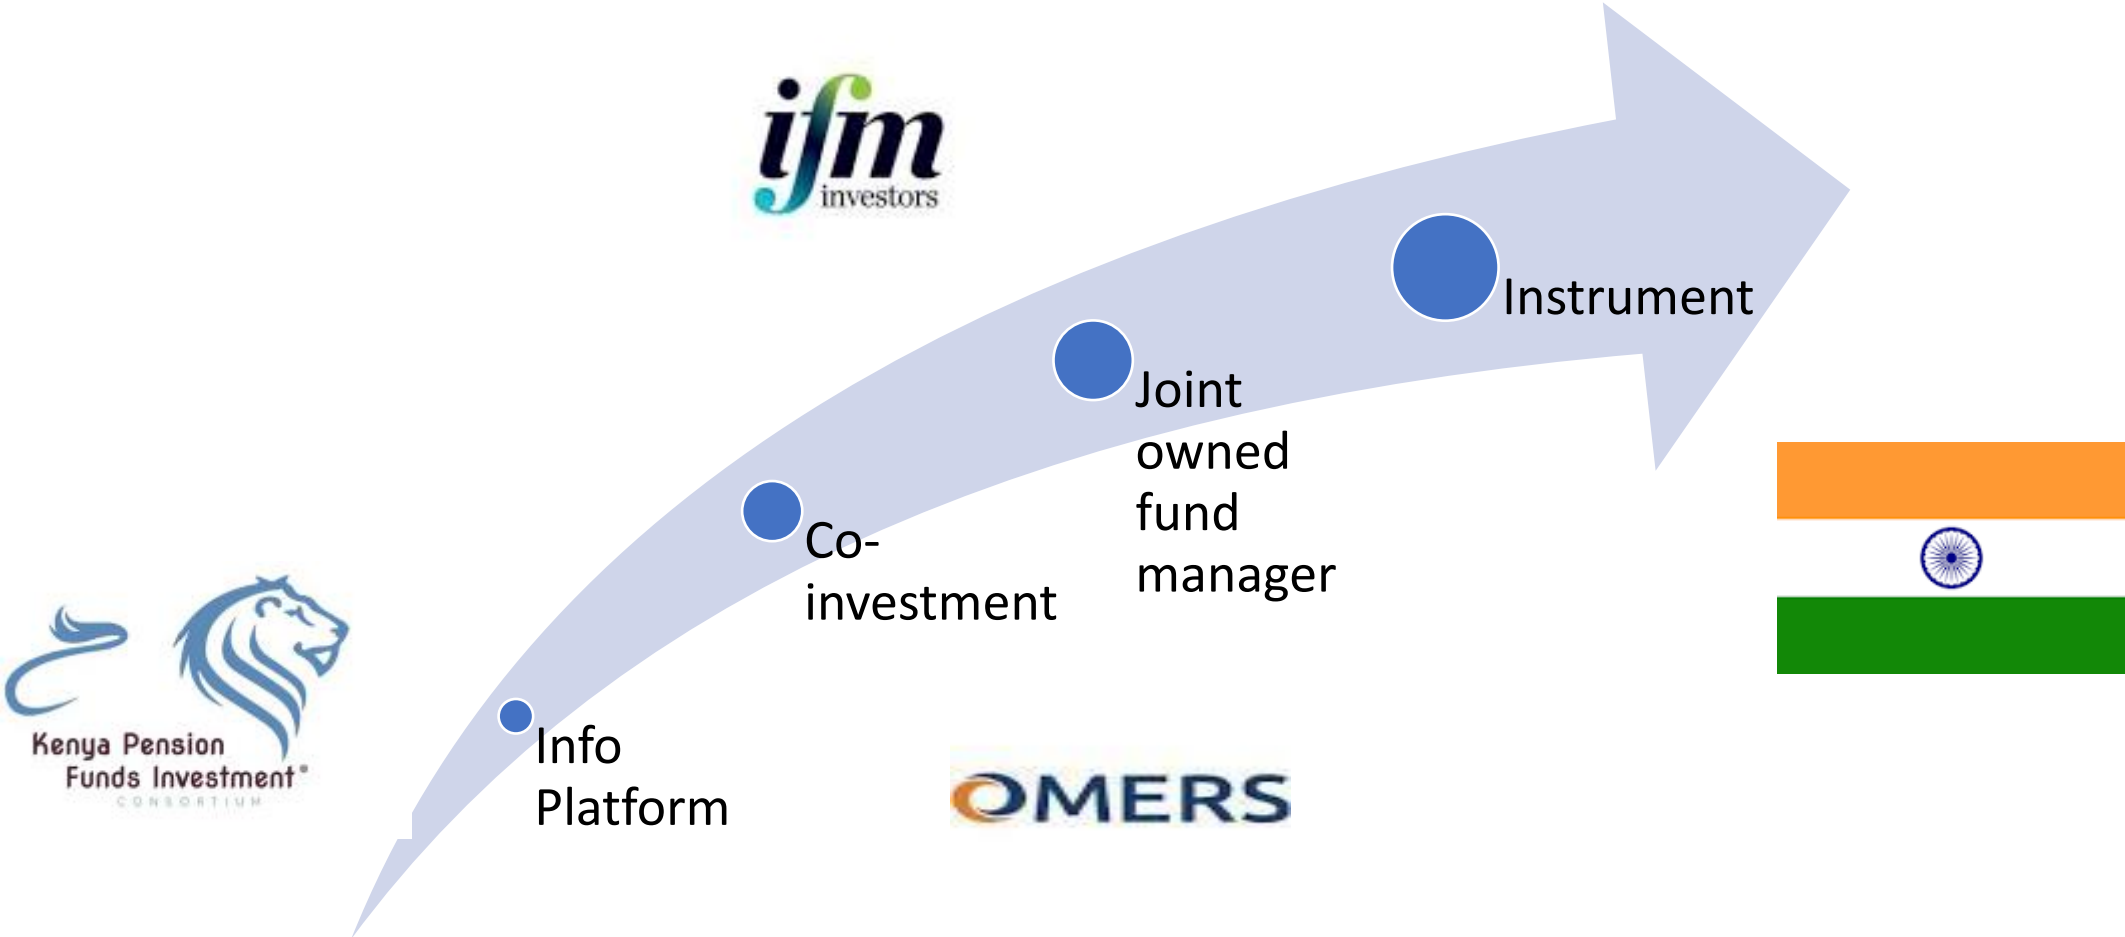 ifm
investors
Instrument
Joint
owned
fund
manager
Co-
investment
Info
Platform
Kenya Pension
Funds Investment®
CONSORTIUM
OMERS